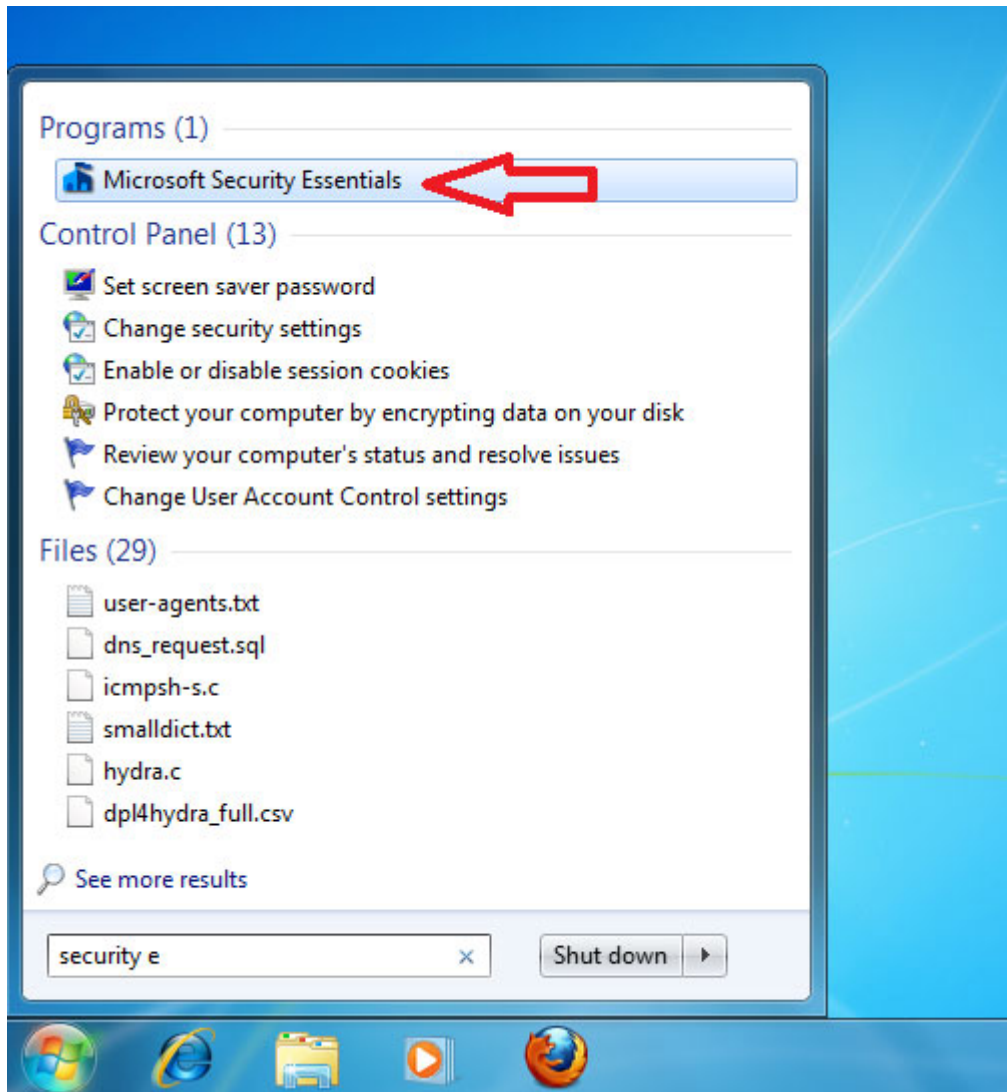 Programs (1)
Microsoft Security Essentials
Control Panel (13)
Set screen saver password
Change security settings
Enable or disable session cookies
Protect your computer by encrypting data on your disk
Review your computer's status and resolve issues
Change User Account Control settings
Files (29)
user-agents.txt
dns_request.sql
icmpsh-s.c
smalldict.txt
hydra.c
dpl4hydra_full.csv
See more results
security e
Shut down